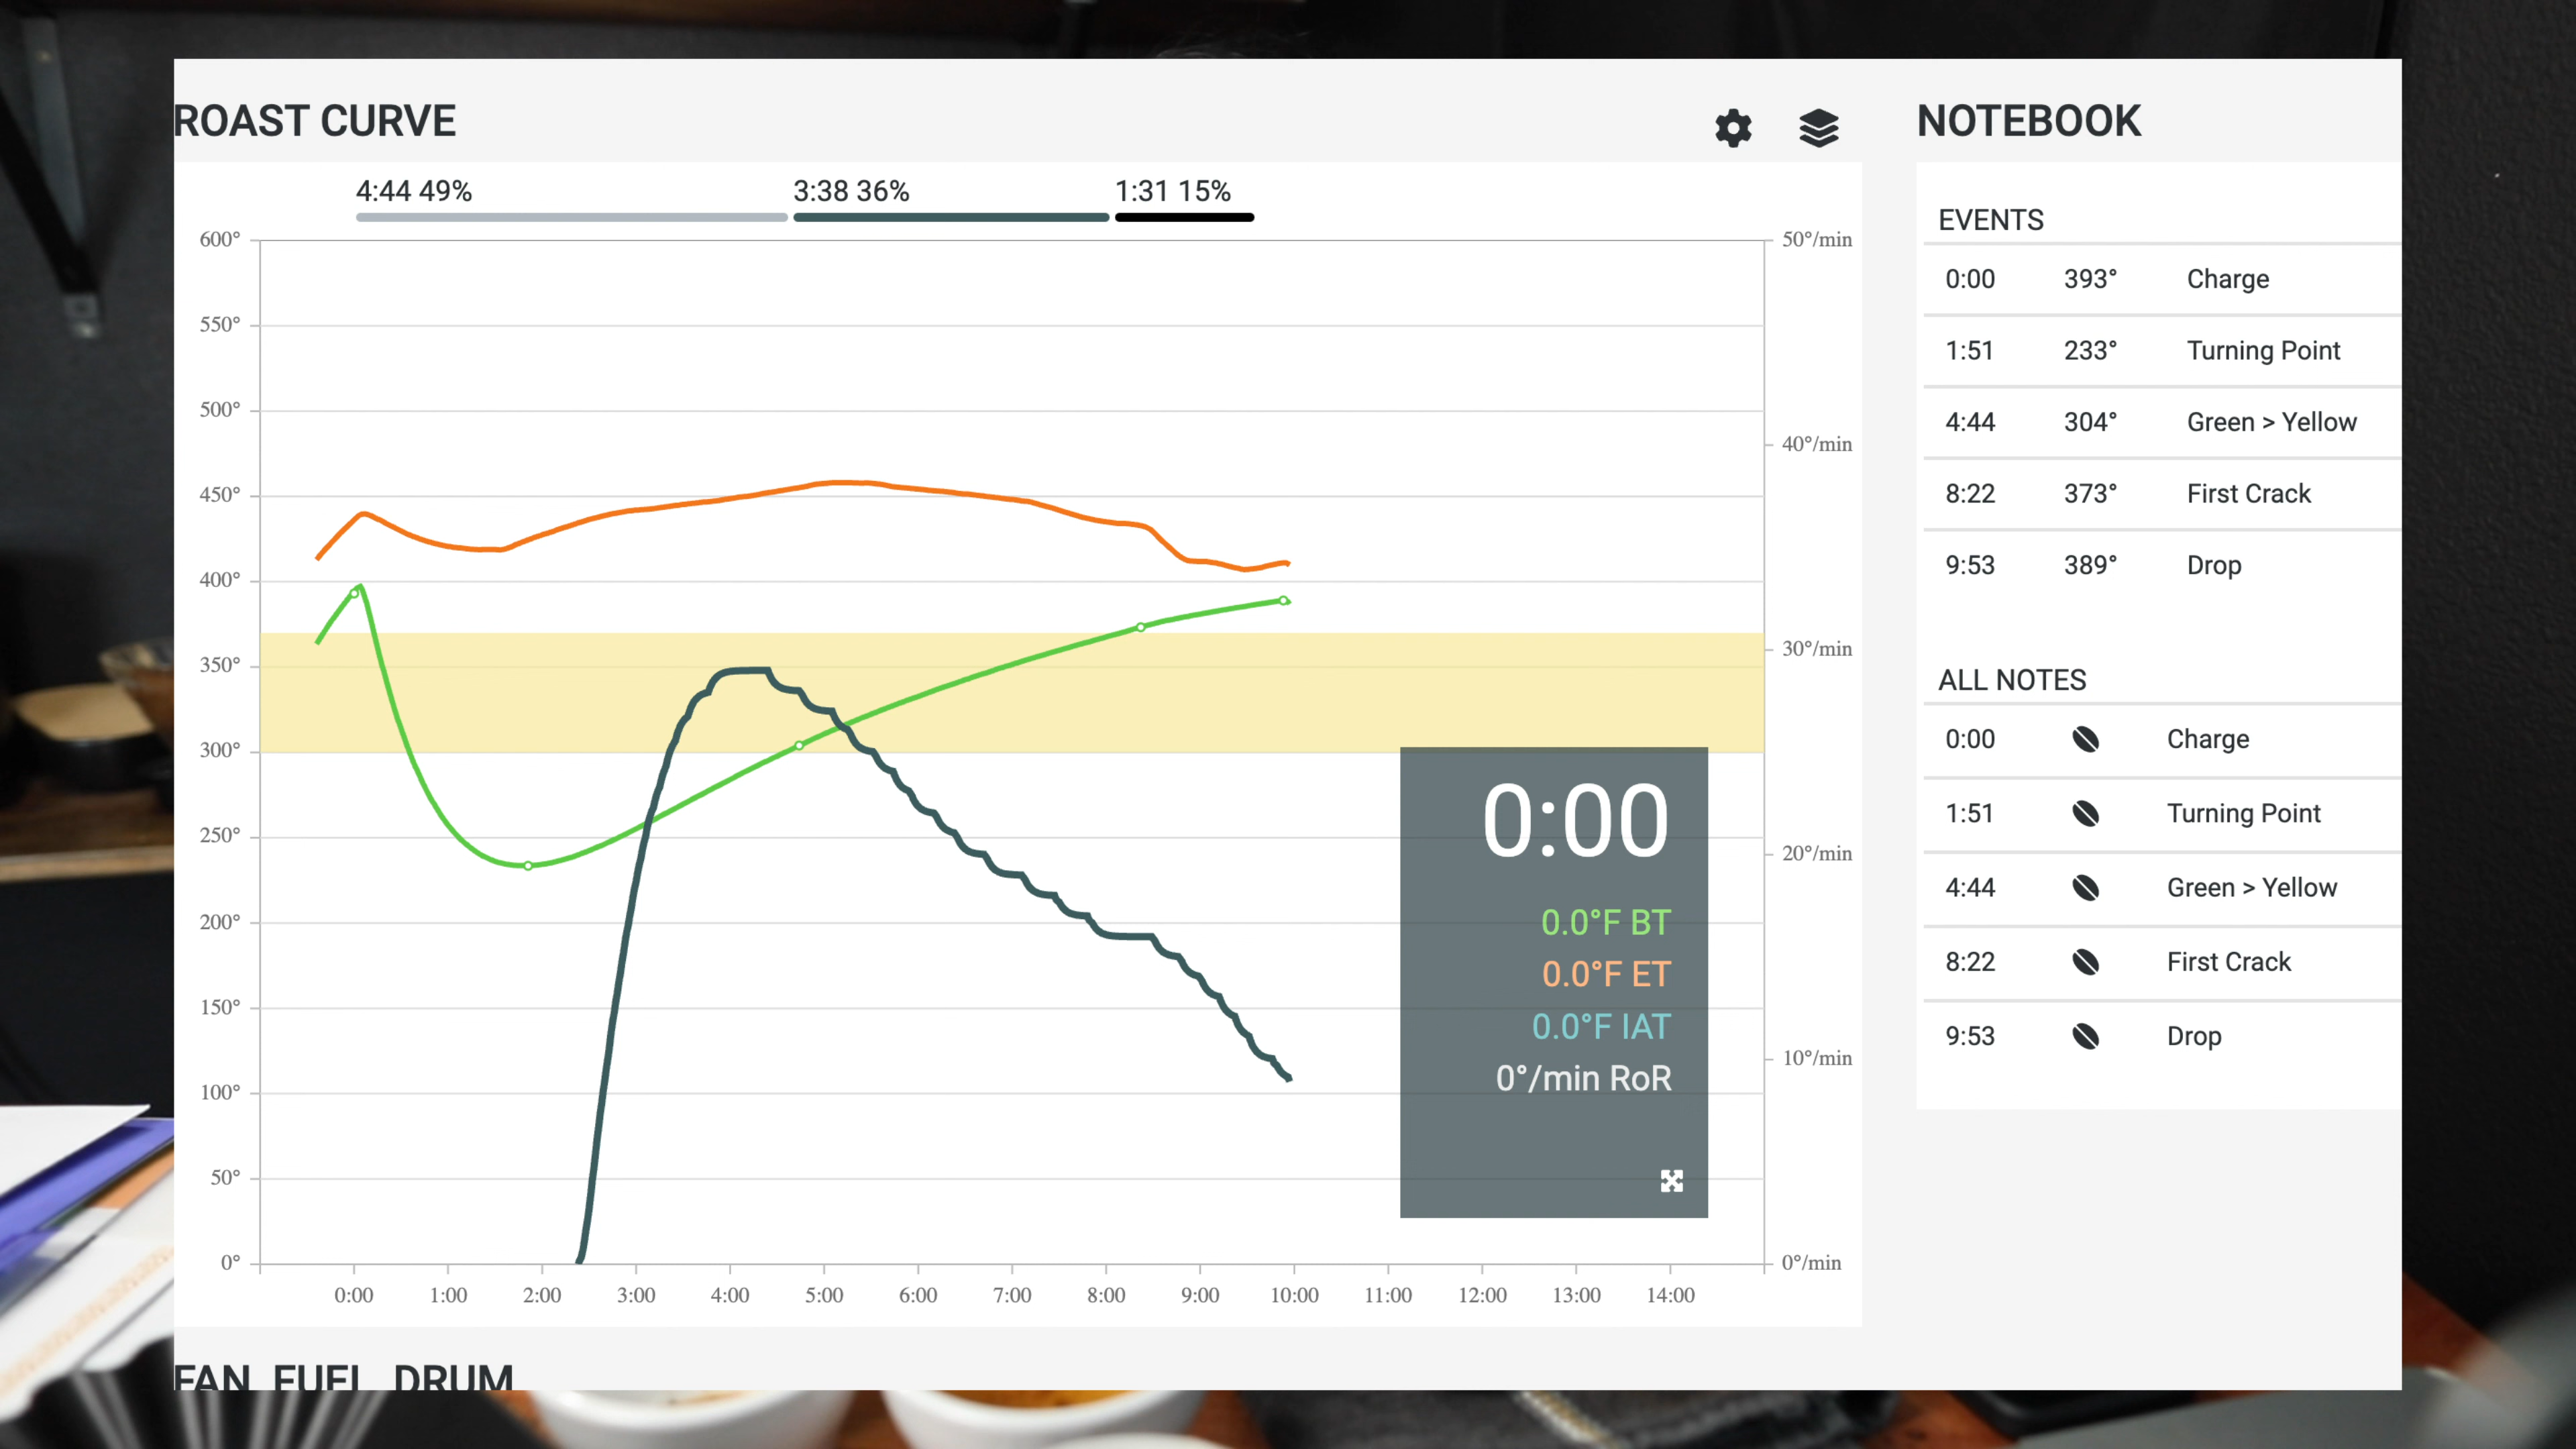 ROAST CURVE
4:44 49%
3:38 36%
1:31 15%
600°
550°
500°
450°
400°
350°
300°
250°
200°
150°
100°
50°
0°
50°/min
40°/min
30°/min
20°/min
10°/min
0°/min
0:00
0.0°F BT
0.0°F ET
0.0°F IAT
0°/min RoR
0:00 1:00 2:00 3:00 4:00 5:00 6:00 7:00 8:00 9:00 10:00 11:00 12:00 13:00 14:00
FAN FUEL DRUM
NOTEBOOK
EVENTS
0:00 393° Charge
1:51 233° Turning Point
4:44 304° Green > Yellow
8:22 373° First Crack
9:53 389° Drop
ALL NOTES
0:00 Charge
1:51 Turning Point
4:44 Green > Yellow
8:22 First Crack
9:53 Drop